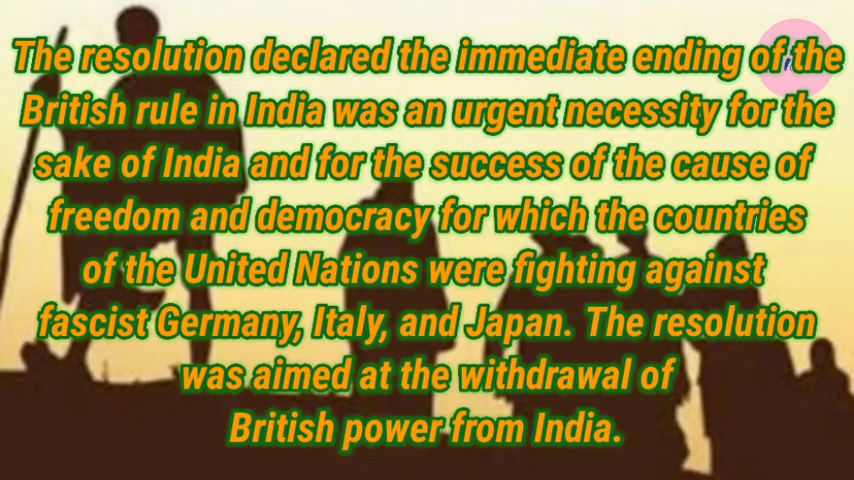 The resolution declared the immediate ending of the
British rule in India was an urgent necessity for the
sake of India and for the success of the cause of
freedom and democracy for which the countries
of the United Nations were fighting against
fascist Germany, Italy, and Japan. The resolution
was aimed at the withdrawal of
British power from India.